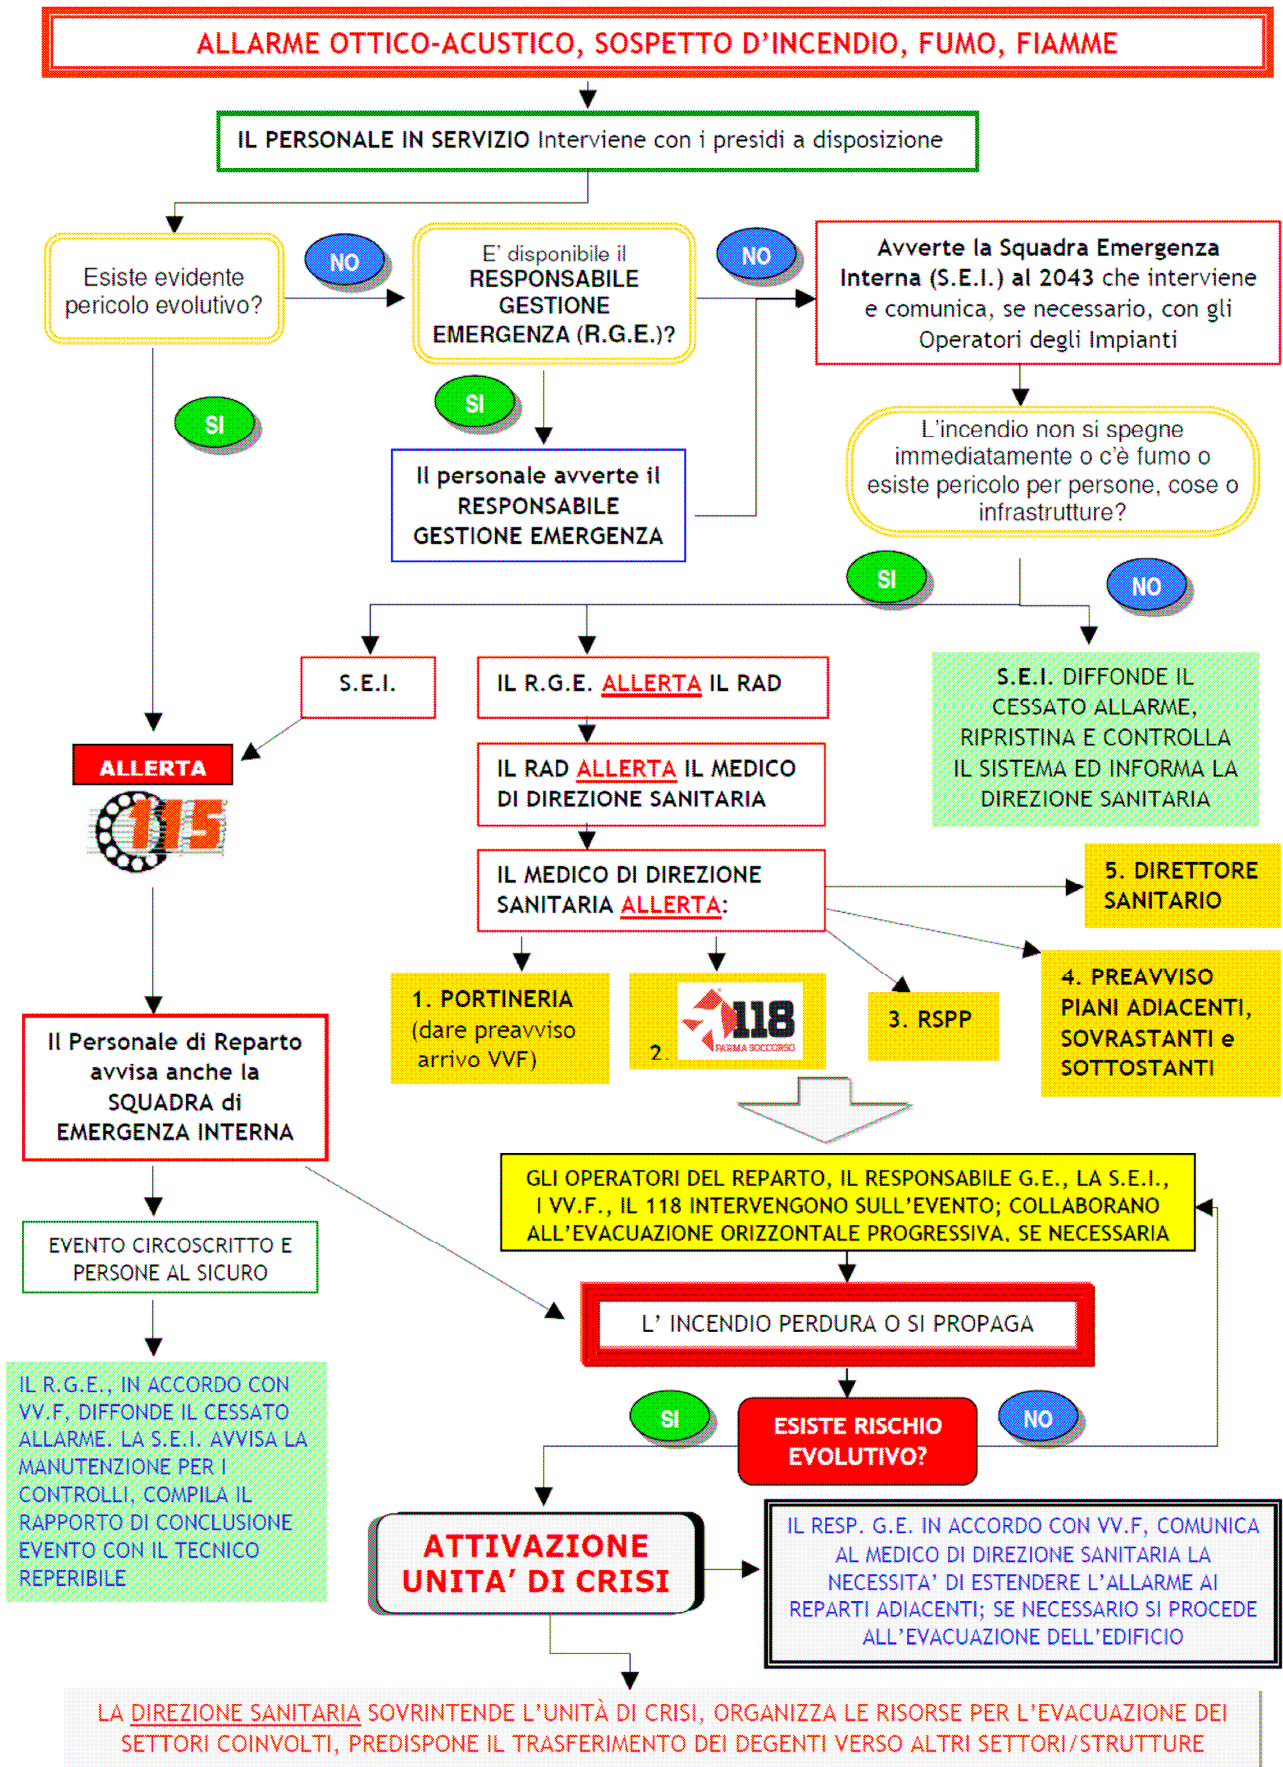 ALLARME OTTICO-ACUSTICO, SOSPETTO D'INCENDIO, FUMO, FIAMME
IL PERSONALE IN SERVIZIO Interviene con i presidi a disposizione
Esiste evidente
pericolo evolutivo?
NO
E' disponibile il
RESPONSABILE
GESTIONE
EMERGENZA (R.G.E.)?
NO
Avverte la Squadra Emergenza
Interna (S.E.I.) al 2043 che interviene
e comunica, se necessario, con gli
Operatori degli Impianti
SI
SI
Il personale avverte il
RESPONSABILE
GESTIONE EMERGENZA
L'incendio non si spegne
immediatamente o c'è fumo o
esiste pericolo per persone, cose o
infrastrutture?
SI
NO
S.E.I.
IL R.G.E. ALLERTA IL RAD
S.E.I. DIFFONDE IL
CESSATO ALLARME,
RIPRISTINA E CONTROLLA
IL SISTEMA ED INFORMA LA
DIREZIONE SANITARIA
ALLERTA
115
IL RAD ALLERTA IL MEDICO
DI DIREZIONE SANITARIA
IL MEDICO DI DIREZIONE
SANITARIA ALLERTA:
5. DIRETTORE
SANITARIO
1. PORTINERIA
(dare preavviso
arrivo VVF)
2.
118
PARMA SOCCORSO
3. RSPP
4. PREAVVISO
PIANI ADIACENTI,
SOVRASTANTI e
SOTTOSTANTI
Il Personale di Reparto
avvisa anche la
SQUADRA di
EMERGENZA INTERNA
GLI OPERATORI DEL REPARTO, IL RESPONSABILE G.E., LA S.E.I.,
I VV.F., IL 118 INTERVENGONO SULL'EVENTO; COLLABORANO
ALL'EVACUAZIONE ORIZZONTALE PROGRESSIVA, SE NECESSARIA
EVENTO CIRCOSCRITTO E
PERSONE AL SICURO
L' INCENDIO PERDURA O SI PROPAGA
IL R.G.E., IN ACCORDO CON
VV.F, DIFFONDE IL CESSATO
ALLARME. LA S.E.I. AVVISA LA
MANUTENZIONE PER I
CONTROLLI, COMPILA IL
RAPPORTO DI CONCLUSIONE
EVENTO CON IL TECNICO
REPERIBILE
SI
ESISTE RISCHIO
EVOLUTIVO?
NO
ATTIVAZIONE
UNITA' DI CRISI
IL RESP. G.E. IN ACCORDO CON VV.F, COMUNICA
AL MEDICO DI DIREZIONE SANITARIA LA
NECESSITA' DI ESTENDERE L'ALLARME AI
REPARTI ADIACENTI; SE NECESSARIO SI PROCEDE
ALL'EVACUAZIONE DELL'EDIFICIO
LA DIREZIONE SANITARIA SOVRINTENDE L'UNITÀ DI CRISI, ORGANIZZA LE RISORSE PER L'EVACUAZIONE DEI
SETTORI COINVOLTI, PREDISPONE IL TRASFERIMENTO DEI DEGENTI VERSO ALTRI SETTORI/STRUTTURE